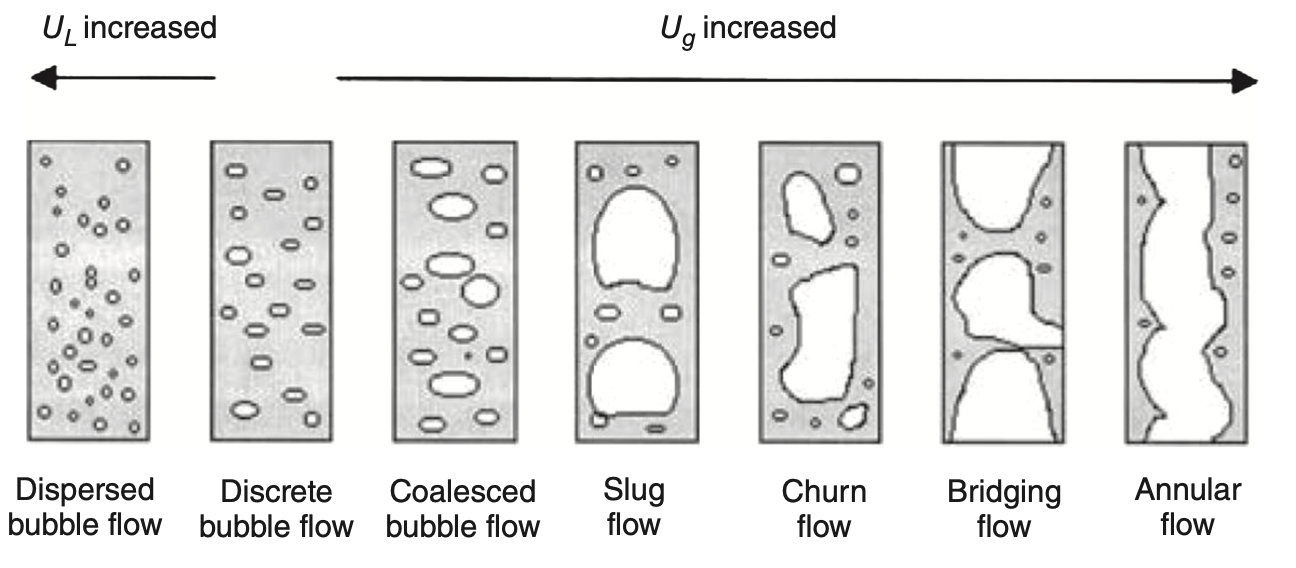 U_L increased
U_g increased
Dispersed
bubble flow
Discrete
bubble flow
Coalesced
bubble flow
Slug
flow
Churn
flow
Bridging
flow
Annular
flow